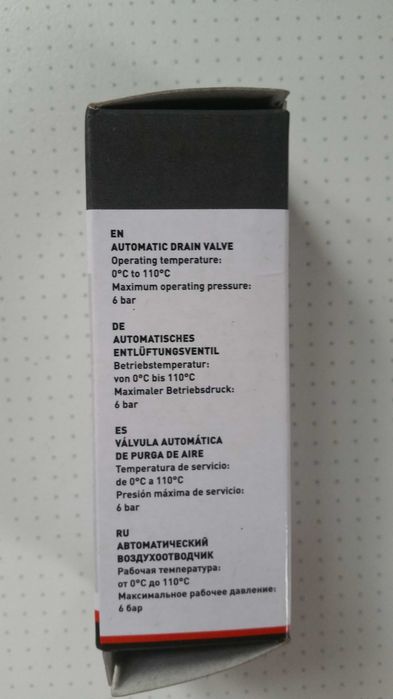 EN
AUTOMATIC DRAIN VALVE
Operating temperature:
0°C to 110°C
Maximum operating pressure:
6 bar
DE
AUTOMATISCHES
ENTLÜFTUNGSVENTIL
Betriebstemperatur:
von 0°C bis 110°C
Maximaler Betriebsdruck:
6 bar
ES
VÁLVULA AUTOMÁTICA
DE PURGA DE AIRE
Temperatura de servicio:
de 0°C a 110°C
Presión máxima de servicio:
6 bar
RU
АВТОМАТИЧЕСКИЙ
ВОЗДУХООТВОДЧИК
Рабочая температура:
от 0°C до 110°C
Максимальное рабочее давление:
6 бар